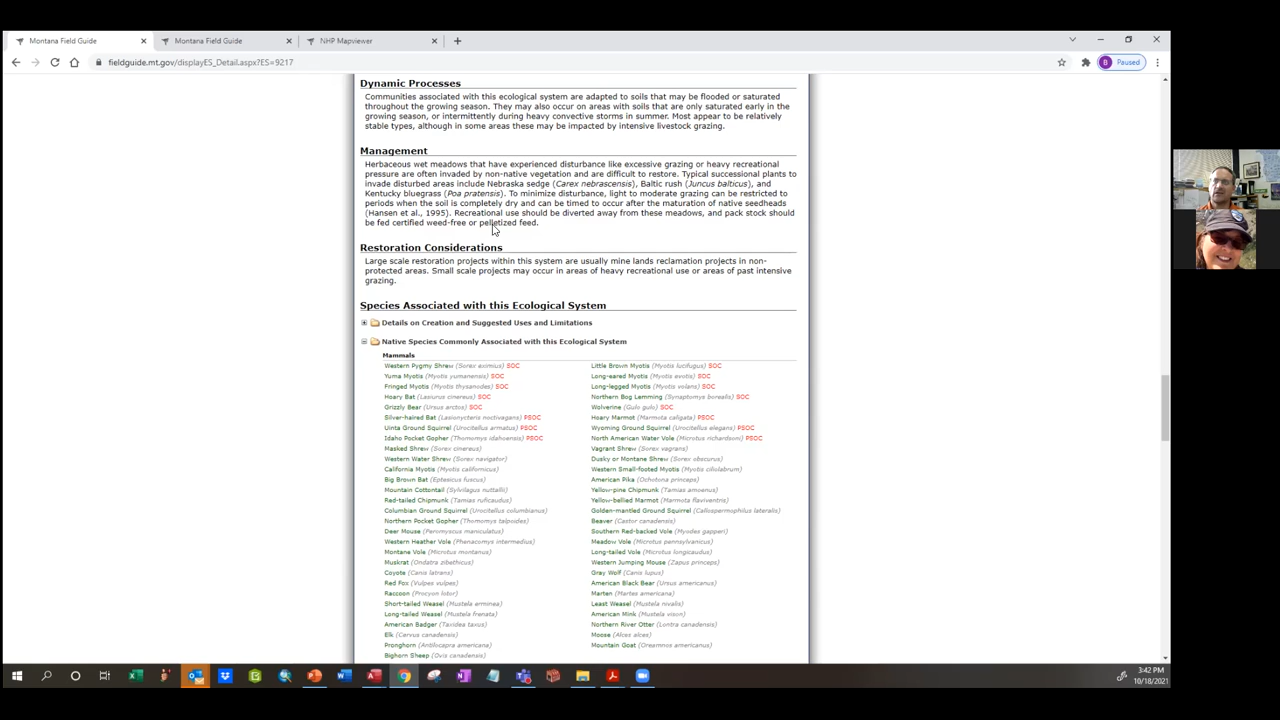 Montana Field Guide
Montana Field Guide
NHP Mapviewer
fieldguide.mt.gov/displayES_Detail.aspx?ES=9217
B Paused
Dynamic Processes
Communities associated with this ecological system are adapted to soils that may be flooded or saturated
throughout the growing season. They may also occur on areas with soils that are only saturated early in the
growing season, or intermittently during heavy convective storms in summer. Most appear to be relatively
stable types, although in some areas these may be impacted by intensive livestock grazing.
Management
Herbaceous wet meadows that have experienced disturbance like excessive grazing or heavy recreational
pressure are often invaded by non-native vegetation and are difficult to restore. Typical successional plants to
invade disturbed areas include Nebraska sedge (Carex nebrascensis), Baltic rush (Juncus balticus), and
Kentucky bluegrass (Poa pratensis). To minimize disturbance, light to moderate grazing can be restricted to
periods when the soil is completely dry and can be timed to occur after the maturation of native seedheads
(Hansen et al., 1995). Recreational use should be diverted away from these meadows, and pack stock should
be fed certified weed-free or pelletized feed.
Restoration Considerations
Large scale restoration projects within this system are usually mine lands reclamation projects in non-
protected areas. Small scale projects may occur in areas of heavy recreational use or areas of past intensive
grazing.
Species Associated with this Ecological System
Details on Creation and Suggested Uses and Limitations
Native Species Commonly Associated with this Ecological System
Mammals
Western Pygmy Shrew (Sorex eximius) SOC
Yuma Myotis (Myotis yumanensis) SOC
Fringed Myotis (Myotis thysanodes) SOC
Hoary Bat (Lasiurus cinereus) SOC
Grizzly Bear (Ursus arctos) SOC
Silver-haired Bat (Lasionycteris noctivagans) PSOC
Uinta Ground Squirrel (Urocitellus armatus) PSOC
Idaho Pocket Gopher (Thomomys idahoensis) PSOC
Masked Shrew (Sorex cinereus)
Western Water Shrew (Sorex navigator)
California Myotis (Myotis californicus)
Big Brown Bat (Eptesicus fuscus)
Mountain Cottontail (Sylvilagus nuttallii)
Red-tailed Chipmunk (Tamias ruficaudus)
Columbian Ground Squirrel (Urocitellus columbianus)
Northern Pocket Gopher (Thomomys talpoides)
Deer Mouse (Peromyscus maniculatus)
Western Heather Vole (Phenacomys intermedius)
Montane Vole (Microtus montanus)
Muskrat (Ondatra zibethicus)
Coyote (Canis latrans)
Red Fox (Vulpes vulpes)
Raccoon (Procyon lotor)
Short-tailed Weasel (Mustela erminea)
Long-tailed Weasel (Mustela frenata)
American Badger (Taxidea taxus)
Elk (Cervus canadensis)
Pronghorn (Antilocapra americana)
Bighorn Sheep (Ovis canadensis)
Little Brown Myotis (Myotis lucifugus) SOC
Long-eared Myotis (Myotis evotis) SOC
Long-legged Myotis (Myotis volans) SOC
Northern Bog Lemming (Synaptomys borealis) SOC
Wolverine (Gulo gulo) SOC
Hoary Marmot (Marmota caligata) PSOC
Wyoming Ground Squirrel (Urocitellus elegans) PSOC
North American Water Vole (Microtus richardsoni) PSOC
Vagrant Shrew (Sorex vagrans)
Dusky or Montane Shrew (Sorex obscurus)
Western Small-footed Myotis (Myotis ciliolabrum)
American Pika (Ochotona princeps)
Yellow-pine Chipmunk (Tamias amoenus)
Yellow-bellied Marmot (Marmota flaviventris)
Golden-mantled Ground Squirrel (Callospermophilus lateralis)
Beaver (Castor canadensis)
Southern Red-backed Vole (Myodes gapperi)
Meadow Vole (Microtus pennsylvanicus)
Long-tailed Vole (Microtus longicaudus)
Western Jumping Mouse (Zapus princeps)
Gray Wolf (Canis lupus)
American Black Bear (Ursus americanus)
Marten (Martes americana)
Least Weasel (Mustela nivalis)
American Mink (Mustela vison)
Northern River Otter (Lontra canadensis)
Moose (Alces alces)
Mountain Goat (Oreamnos americanus)
3:42 PM
10/18/2021